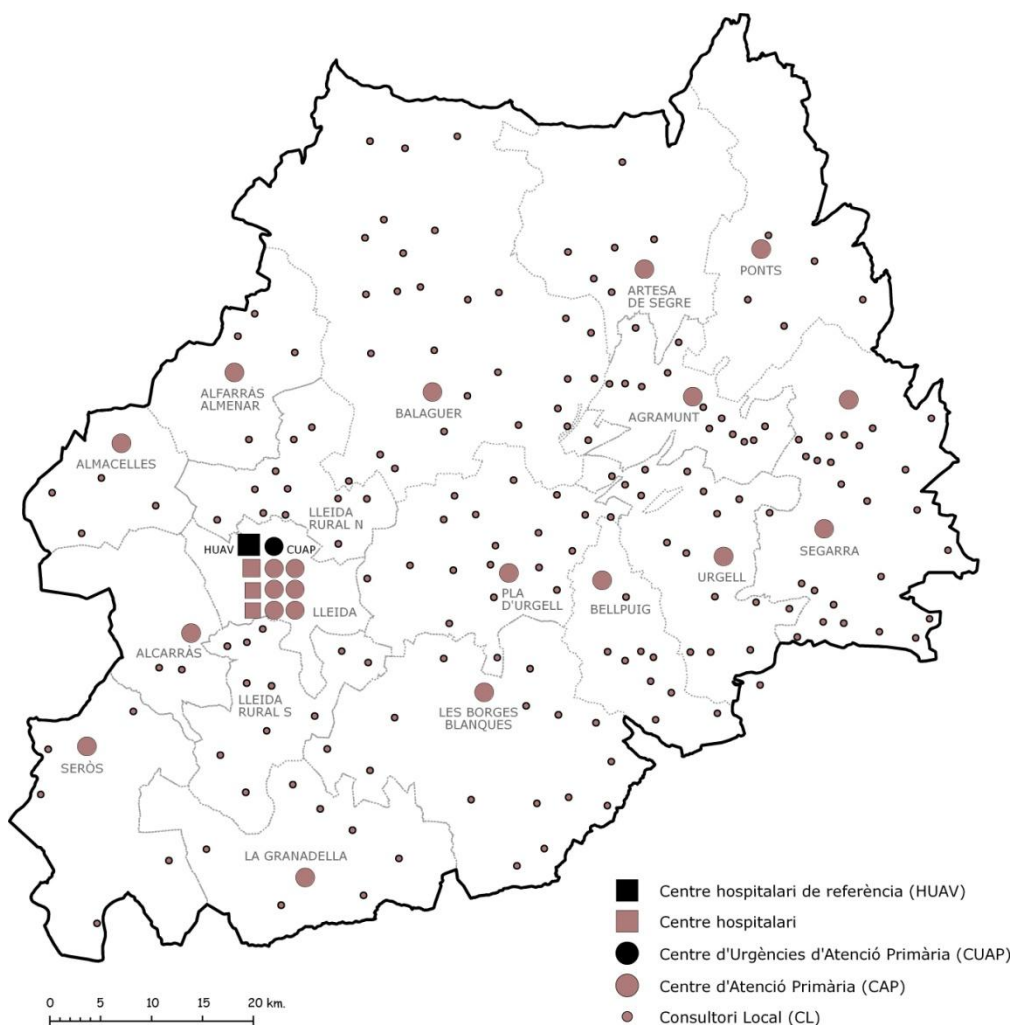 PONTS
ARTESA
DE SEGRE
ALFARRÀS
ALMENAR
BALAGUER
AGRAMUNT
ALMACELLES
LLEIDA
RURAL N
HUAV
CUAP
SEGARRA
URGELL
PLA
D'URGELL
BELLPUIG
LLEIDA
ALCARRÀS
LLEIDA
RURAL S
LES BORGES
BLANQUES
SERÒS
LA GRANADELLA
Centre hospitalari de referència (HUAV)
Centre hospitalari
Centre d'Urgències d'Atenció Primària (CUAP)
Centre d'Atenció Primària (CAP)
Consultori Local (CL)
0 5 10 15 20 km.